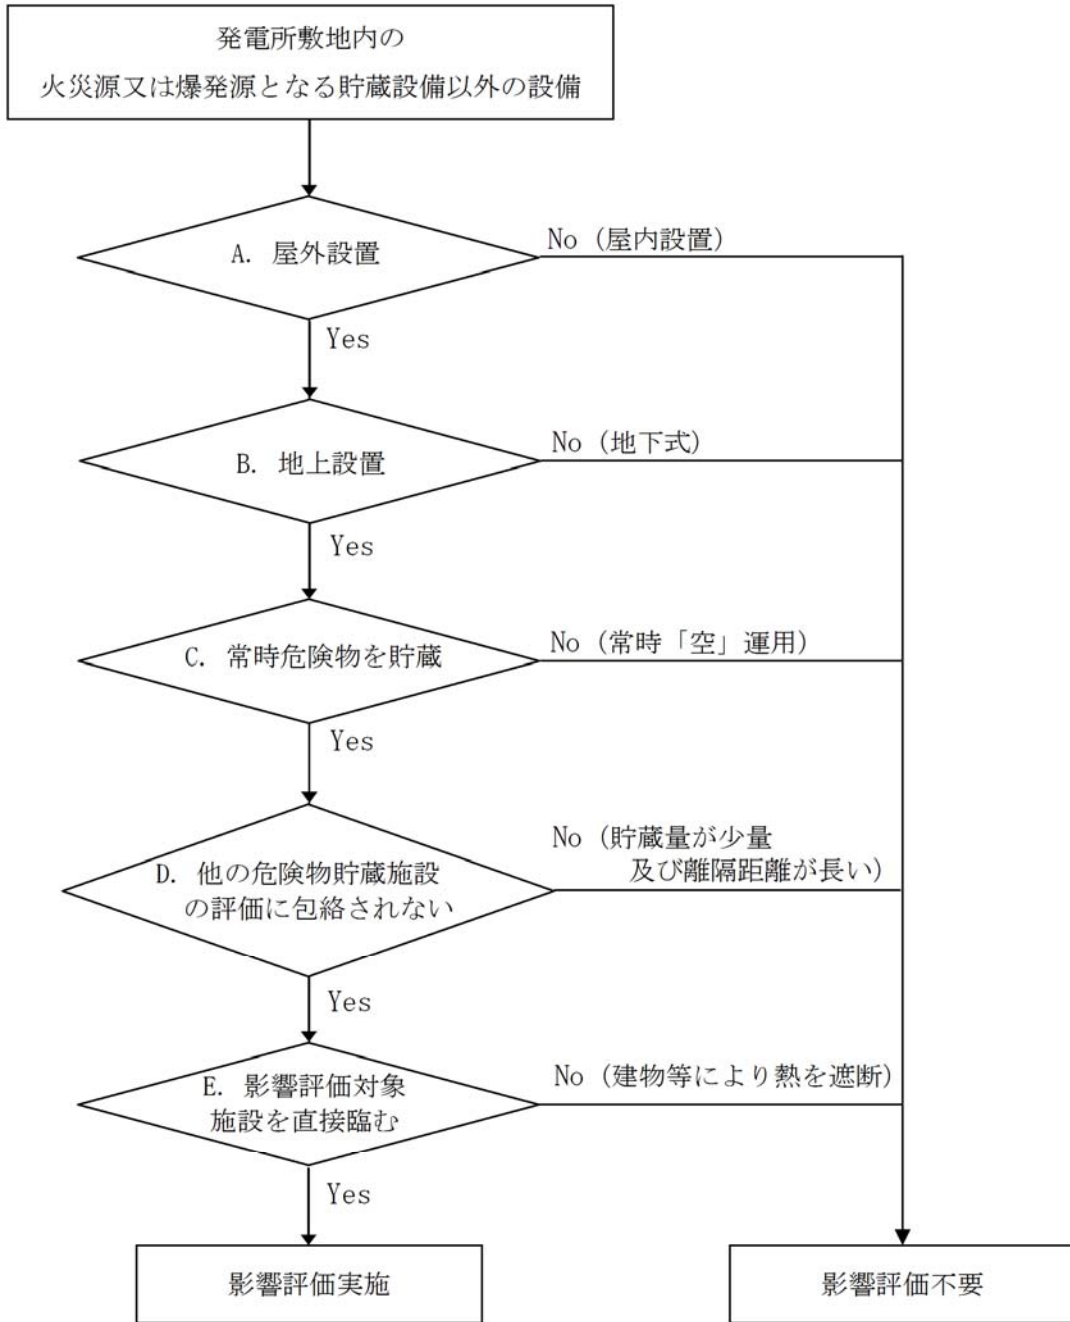 発電所敷地内の
火災源又は爆発源となる貯蔵設備以外の設備
A. 屋外設置
No (屋内設置)
Yes
B. 地上設置
No (地下式)
Yes
C. 常時危険物を貯蔵
No (常時「空」運用)
Yes
D. 他の危険物貯蔵施設
の評価に包絡されない
No (貯蔵量が少量
及び離隔距離が長い)
Yes
E. 影響評価対象
施設を直接臨む
No (建物等により熱を遮断)
Yes
影響評価実施
影響評価不要